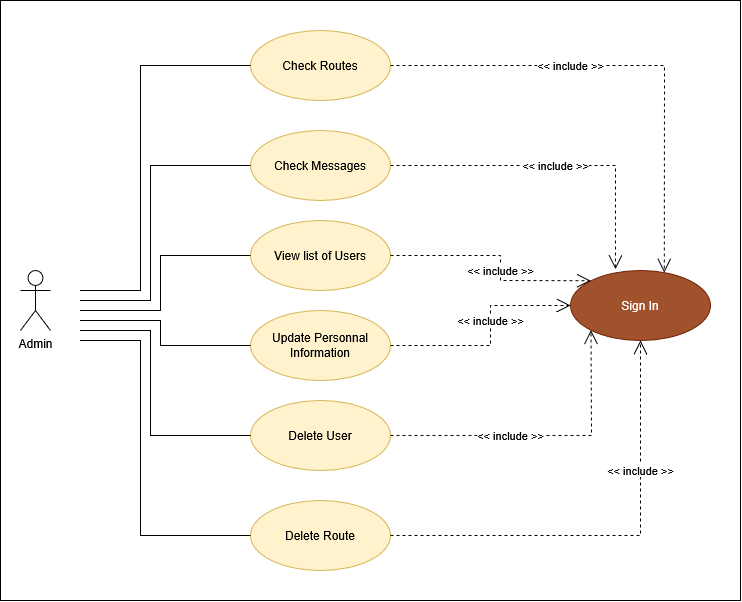 Check Routes
<< include >>
Check Messages
<< include >>
View list of Users
<< include >>
Sign In
<< include >>
Update Personnal
Information
Admin
Delete User
<< include >>
<< include >>
Delete Route